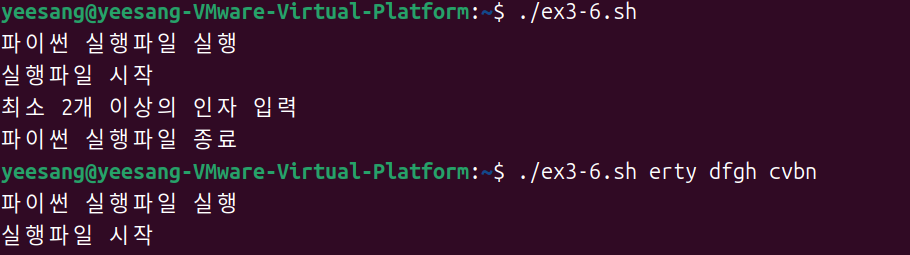 yeesang@yeesang-VMware-Virtual-Platform:~$ ./ex3-6.sh
파이썬 실행파일 실행
실행파일 시작
최소 2개 이상의 인자 입력
파이썬 실행파일 종료
yeesang@yeesang-VMware-Virtual-Platform:~$ ./ex3-6.sh erty dfgh cvbn
파이썬 실행파일 실행
실행파일 시작